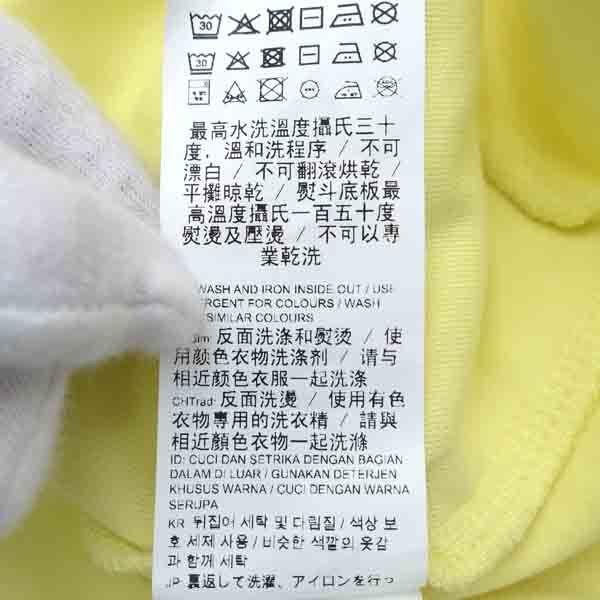 30
30
最高水洗溫度攝氏三十
度，溫和洗程序 / 不可
漂白 / 不可翻滾烘乾 /
平攤晾乾 / 熨斗底板最
高溫度攝氏一百五十度
熨燙及壓燙 / 不可以專
業乾洗
WASH AND IRON INSIDE OUT / USE
FOR COLOURS / WASH
SIMILAR COLOURS
反面洗涤和熨烫 / 使
用颜色衣物洗涤剂 / 请与
相近颜色衣服一起洗涤
CHTrad: 反面洗燙 / 使用有色
衣物專用的洗衣精 / 請與
相近顏色衣物一起洗滌
ID: CUCI DAN SETRIKA DENGAN BAGIAN
DALAM DI LUAR / GUNAKAN DETERJEN
KHUSUS WARNA / CUCI DENGAN WARNA
SERUPA
KR 뒤집어 세탁 및 다림질 / 색상 보
호 세제 사용 / 비슷한 색깔의 옷감
과 함께 세탁
JP: 裏返して洗濯、アイロンを行っ